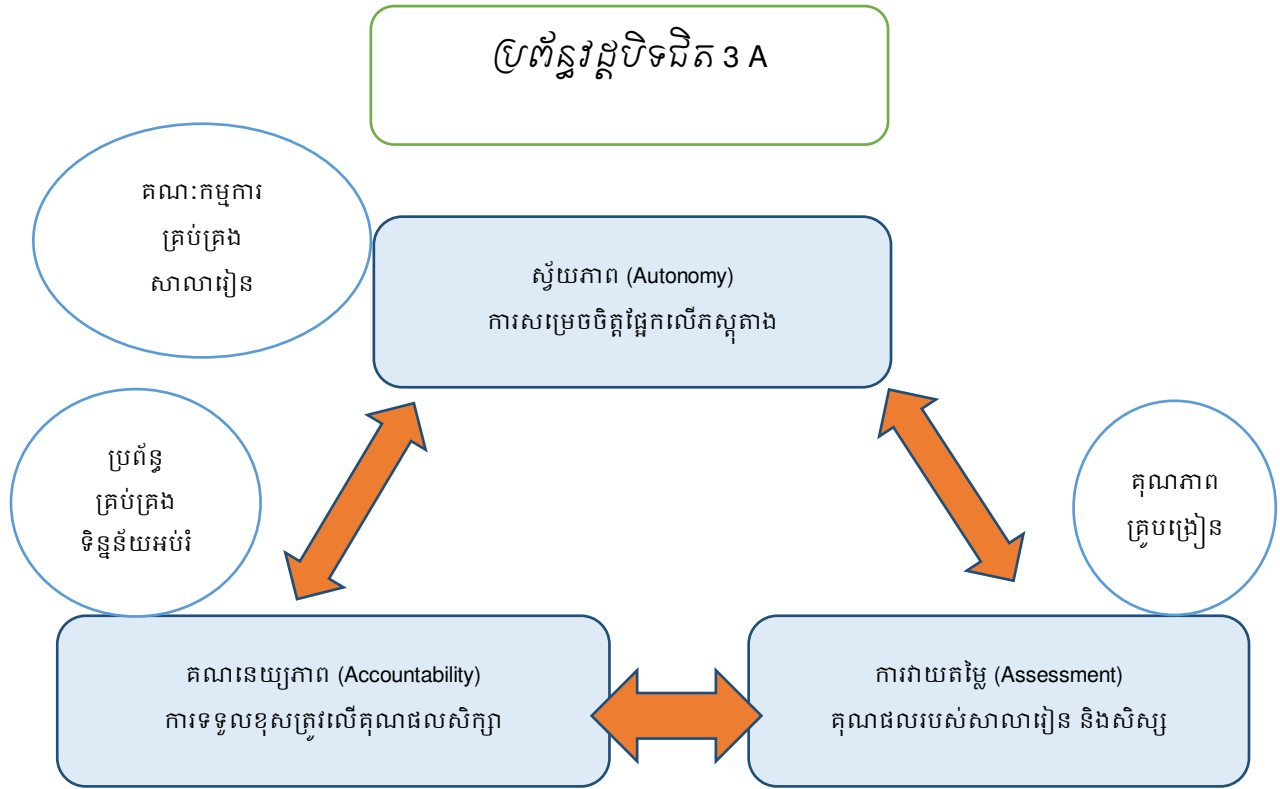 ប្រព័ន្ធវដ្ដបិទជិត 3 A
គណ:កម្មការ
គ្រប់គ្រង
សាលារៀន
ស្វ័យភាព (Autonomy)
ការសម្រេចចិត្តផ្អែកលើភស្តុតាង
ប្រព័ន្ធ
គ្រប់គ្រង
ទិន្នន័យអប់រំ
គុណភាព
គ្រូបង្រៀន
គណនេយ្យភាព (Accountability)
ការទទួលខុសត្រូវលើគុណផលសិក្សា
ការវាយតម្លៃ (Assessment)
គុណផលរបស់សាលារៀន និងសិស្ស